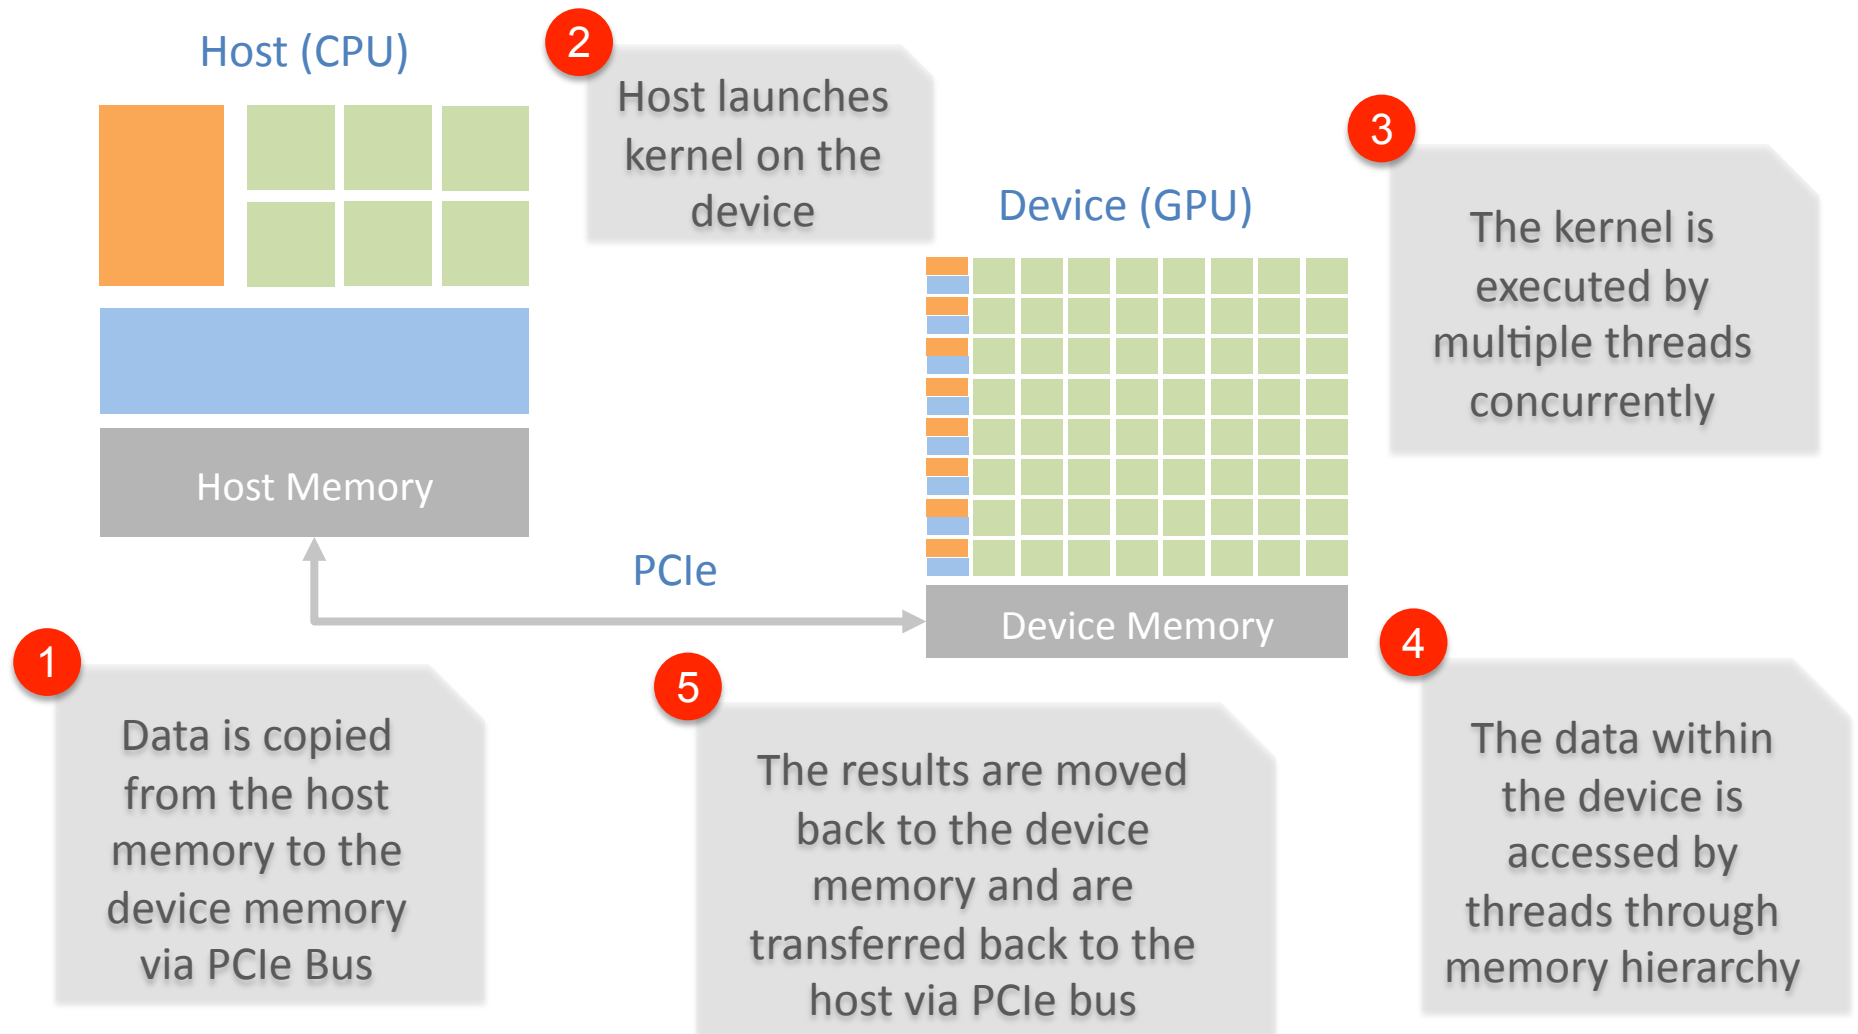 Host (CPU)
2
Host launches
kernel on the
device
3
The kernel is
executed by
multiple threads
concurrently
Device (GPU)
Host Memory
PCIe
Device Memory
1
Data is copied
from the host
memory to the
device memory
via PCIe Bus
5
The results are moved
back to the device
memory and are
transferred back to the
host via PCIe bus
4
The data within
the device is
accessed by
threads through
memory hierarchy